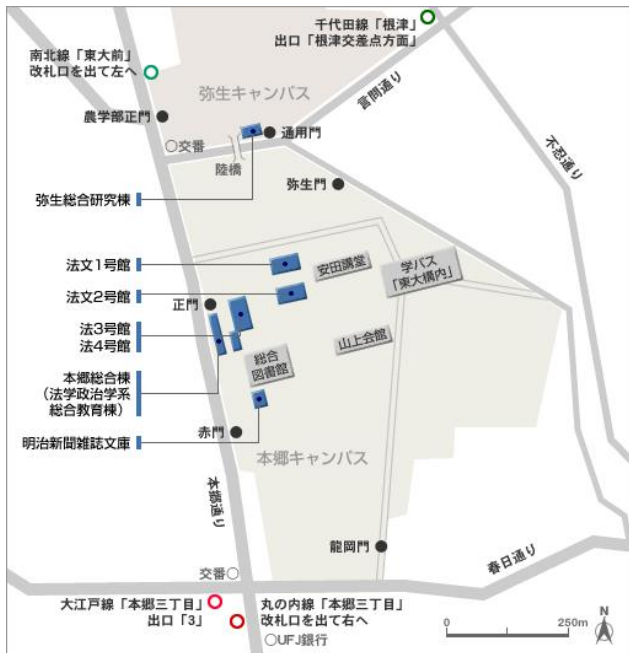 千代田線「根津」
出口「根津交差点方面」
南北線「東大前」
改札口を出て左へ
弥生キャンパス
言問通り
農学部正門
通用門
○交番
陸橋
不忍通り
弥生門
弥生総合研究棟
法文1号館
安田講堂
学バス
「東大構内」
法文2号館
正門
法3号館
法4号館
山上会館
総合
図書館
本郷総合棟
(法学政治学系
総合教育棟)
明治新聞雑誌文庫
赤門
本郷キャンパス
本郷通り
龍岡門
春日通り
交番○
大江戸線「本郷三丁目」
出口「3」
丸の内線「本郷三丁目」
改札口を出て右へ
○UFJ銀行
0 250m
N